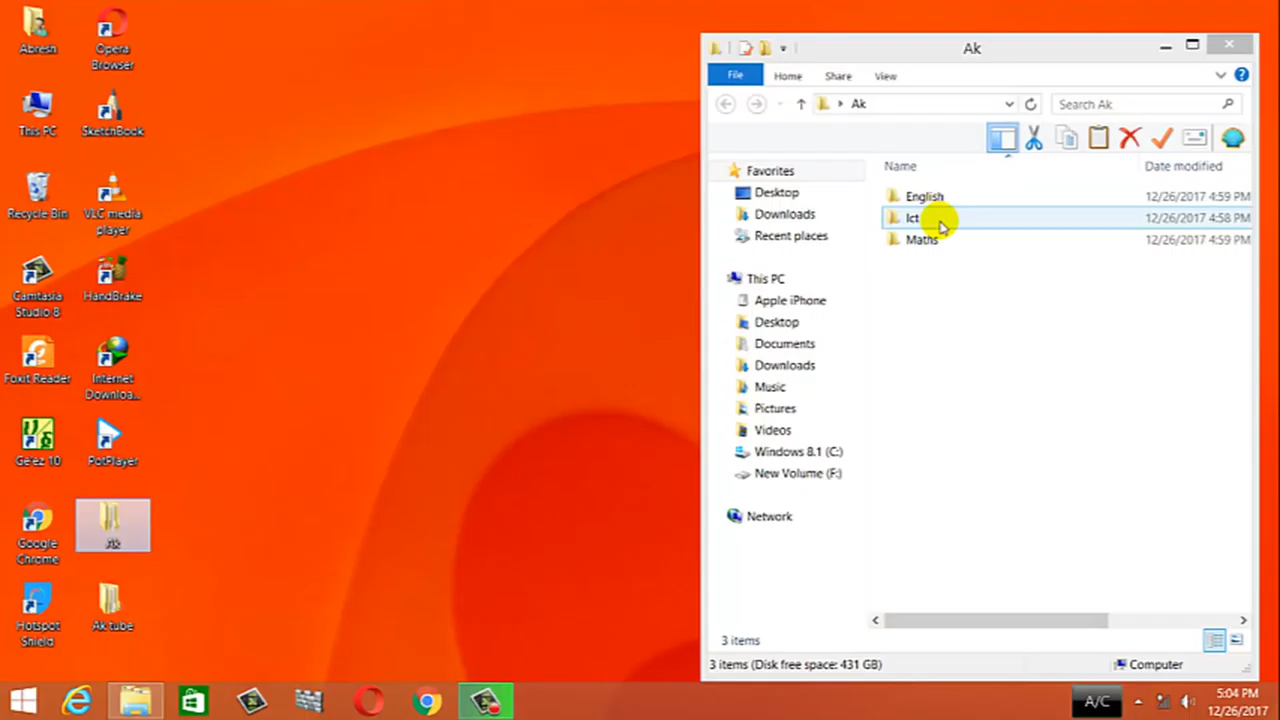 Abresh
Opera
Browser
This PC
SketchBook
Recycle Bin
VLC media
player
Camtasia
Studio 8
HandBrake
Foxit Reader
Internet
Downloa...
Ge'ez 10
PotPlayer
Google
Chrome
Ak
Hotspot
Shield
Ak tube
Ak
File
Home
Share
View
Ak
Search Ak
Name
Date modified
English
12/26/2017 4:59 PM
Ict
12/26/2017 4:58 PM
Maths
12/26/2017 4:59 PM
Favorites
Desktop
Downloads
Recent places
This PC
Apple iPhone
Desktop
Documents
Downloads
Music
Pictures
Videos
Windows 8.1 (C:)
New Volume (F:)
Network
3 items
3 items (Disk free space: 431 GB)
Computer
A/C
5:04 PM
12/26/2017